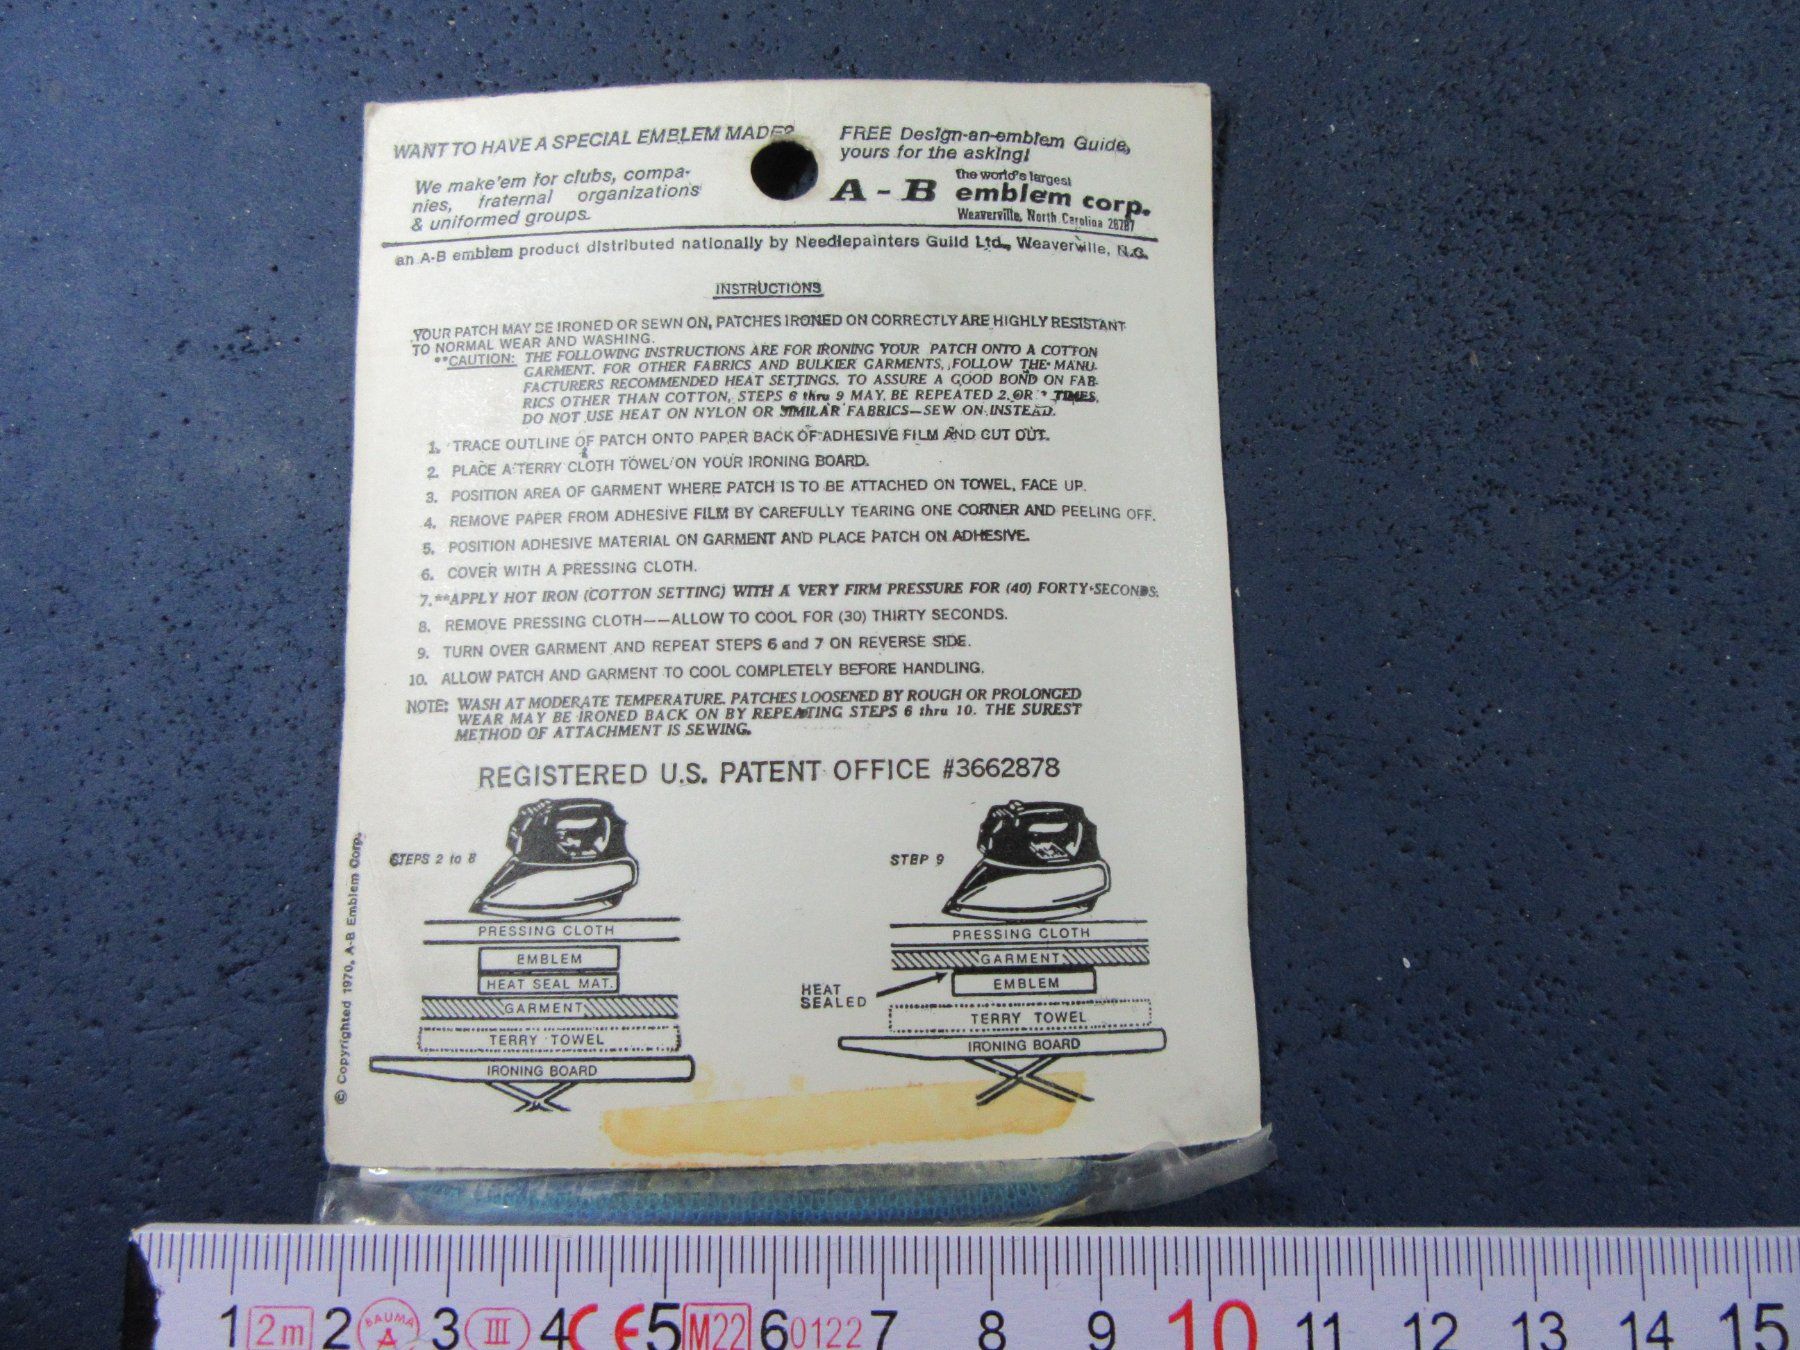 WANT TO HAVE A SPECIAL EMBLEM MADE?
We make'em for clubs, compa-
nies, fraternal organizations
& uniformed groups.
FREE Design-an-emblem Guide,
yours for the asking!
A-B the world's largest
emblem corp.
Weaverville, North Carolina 28787
an A-B emblem product distributed nationally by Needlepainters Guild Ltd., Weaverville, N.C.
INSTRUCTIONS
YOUR PATCH MAY BE IRONED OR SEWN ON, PATCHES IRONED ON CORRECTLY ARE HIGHLY RESISTANT
TO NORMAL WEAR AND WASHING.
**CAUTION: THE FOLLOWING INSTRUCTIONS ARE FOR IRONING YOUR PATCH ONTO A COTTON
GARMENT. FOR OTHER FABRICS AND BULKIER GARMENTS, FOLLOW THE MANU-
FACTURERS RECOMMENDED HEAT SETTINGS. TO ASSURE A GOOD BOND ON FAB-
RICS OTHER THAN COTTON, STEPS 6 thru 9 MAY BE REPEATED 2 OR TIMES.
DO NOT USE HEAT ON NYLON OR SIMILAR FABRICS—SEW ON INSTEAD.
1. TRACE OUTLINE OF PATCH ONTO PAPER BACK OF ADHESIVE FILM AND CUT OUT.
2. PLACE A TERRY CLOTH TOWEL ON YOUR IRONING BOARD.
3. POSITION AREA OF GARMENT WHERE PATCH IS TO BE ATTACHED ON TOWEL, FACE UP.
4. REMOVE PAPER FROM ADHESIVE FILM BY CAREFULLY TEARING ONE CORNER AND PEELING OFF.
5. POSITION ADHESIVE MATERIAL ON GARMENT AND PLACE PATCH ON ADHESIVE.
6. COVER WITH A PRESSING CLOTH.
7.**APPLY HOT IRON (COTTON SETTING) WITH A VERY FIRM PRESSURE FOR (40) FORTY-SECONDS.
8. REMOVE PRESSING CLOTH——ALLOW TO COOL FOR (30) THIRTY SECONDS.
9. TURN OVER GARMENT AND REPEAT STEPS 6 and 7 ON REVERSE SIDE.
10. ALLOW PATCH AND GARMENT TO COOL COMPLETELY BEFORE HANDLING.
NOTE: WASH AT MODERATE TEMPERATURE. PATCHES LOOSENED BY ROUGH OR PROLONGED
WEAR MAY BE IRONED BACK ON BY REPEATING STEPS 6 thru 10. THE SUREST
METHOD OF ATTACHMENT IS SEWING.
REGISTERED U.S. PATENT OFFICE #3662878
STEPS 2 to 8
PRESSING CLOTH
EMBLEM
HEAT SEAL MAT.
GARMENT
TERRY TOWEL
IRONING BOARD
STEP 9
PRESSING CLOTH
GARMENT
HEAT
SEALED
EMBLEM
TERRY TOWEL
IRONING BOARD
© Copyrighted 1970, A-B Emblem Corp.
1 2m 2 BAUMA A 3 III 4 CE 5 M22 6 0122 7 8 9 10 11 12 13 14 15